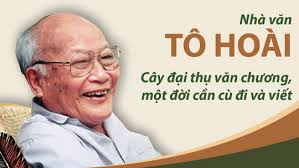 Nhà văn
TÔ HOÀI
Cây đại thụ văn chương,
một đời cần cù đi và viết